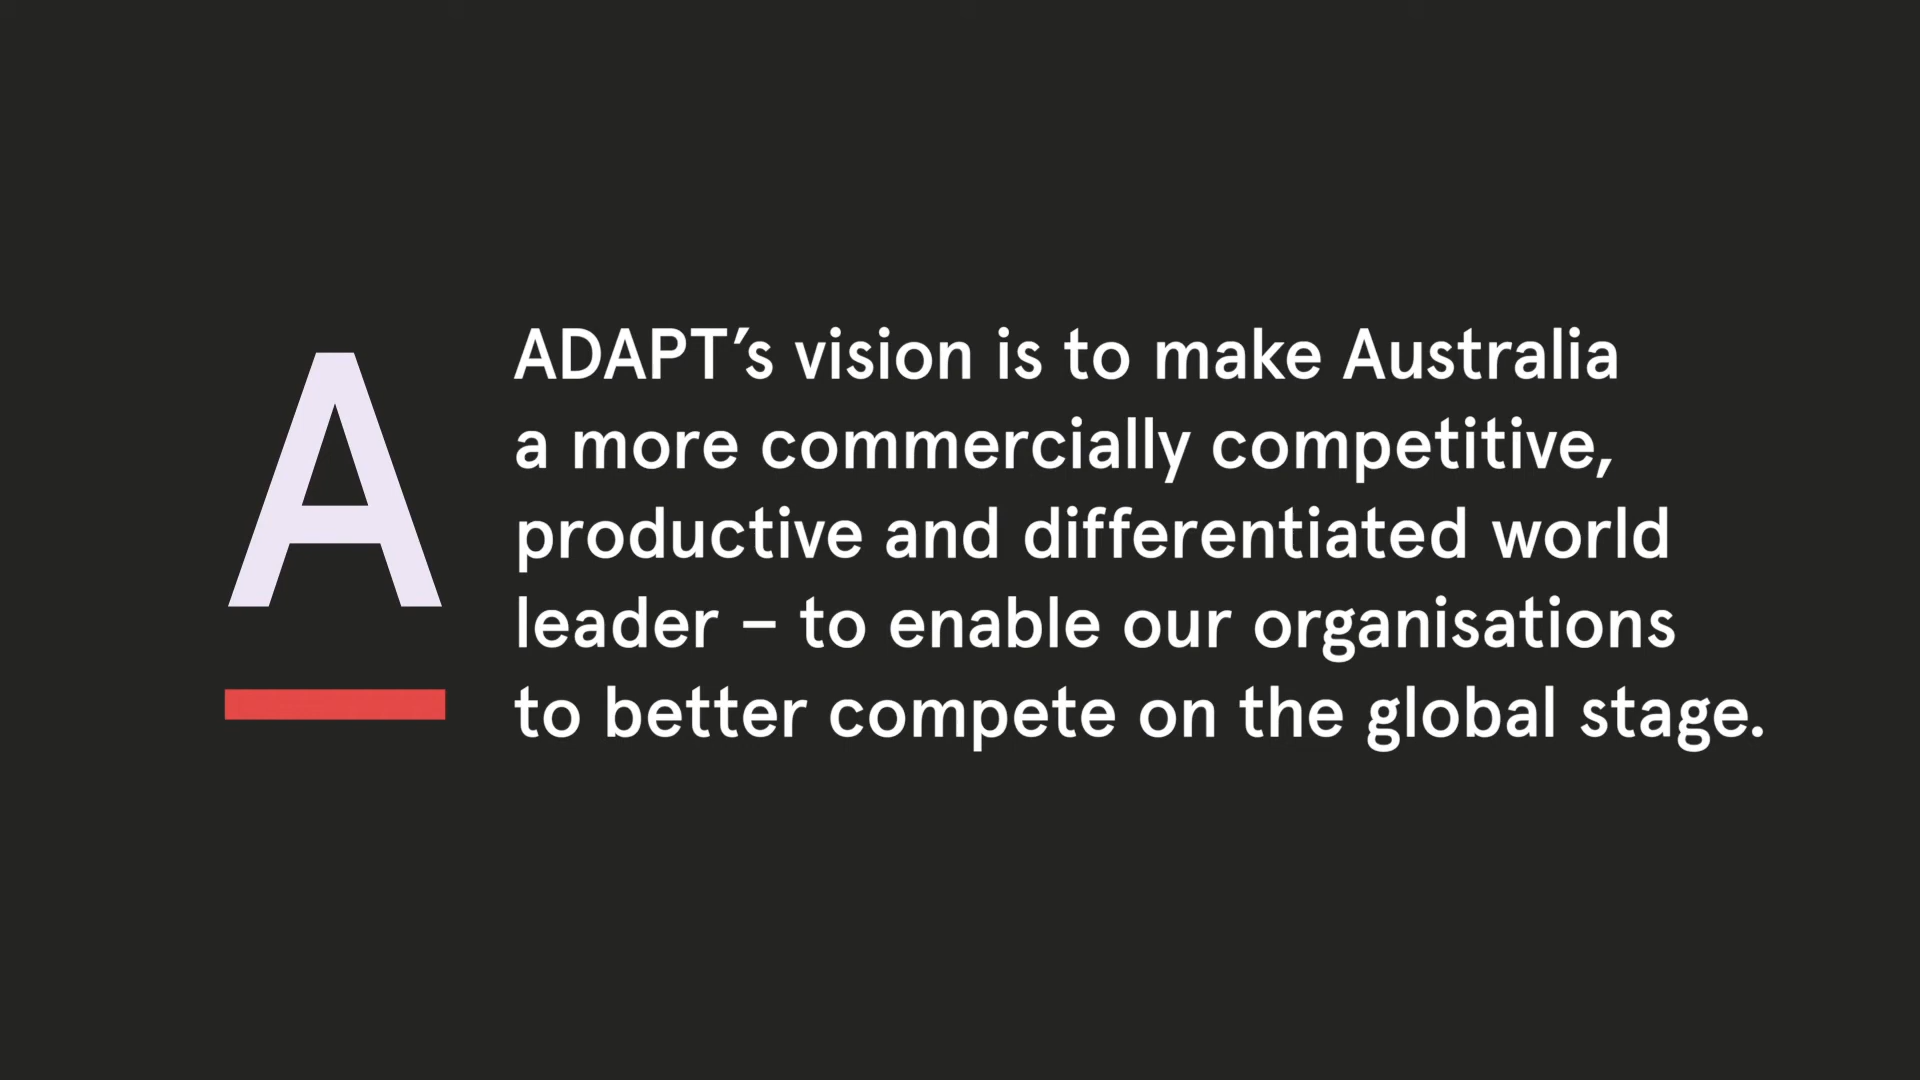 A
ADAPT’s vision is to make Australia
a more commercially competitive,
productive and differentiated world
leader – to enable our organisations
to better compete on the global stage.